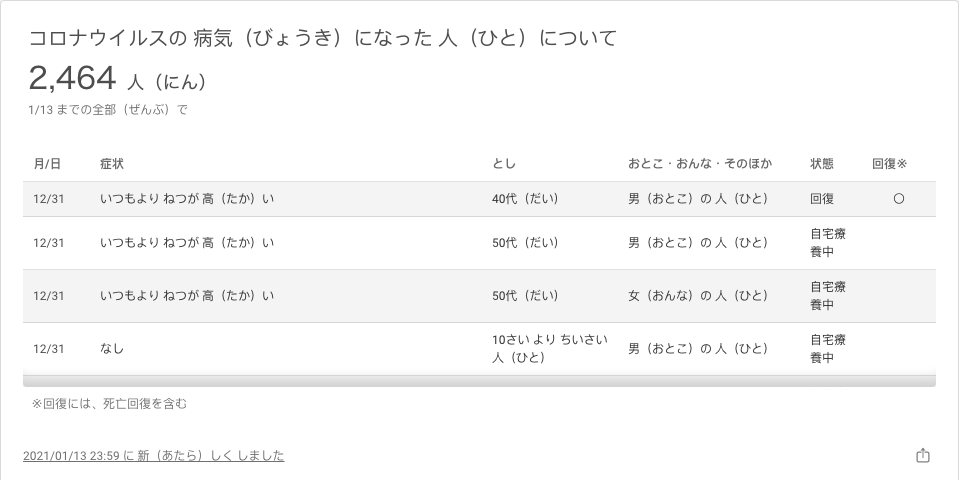 コロナウイルスの 病気（びょうき）になった 人（ひと）について
2,464 人（にん）
1/13 までの全部（ぜんぶ）で
月/日 症状 とし おとこ・おんな・そのほか 状態 回復※
12/31 いつもより ねつが 高（たか）い 40代（だい） 男（おとこ）の 人（ひと） 回復 〇
12/31 いつもより ねつが 高（たか）い 50代（だい） 男（おとこ）の 人（ひと） 自宅療
養中
12/31 いつもより ねつが 高（たか）い 50代（だい） 女（おんな）の 人（ひと） 自宅療
養中
12/31 なし 10さい より ちいさい 男（おとこ）の 人（ひと） 自宅療
人（ひと） 養中
※回復には、死亡回復を含む
2021/01/13 23:59 に 新（あたら）しく しました